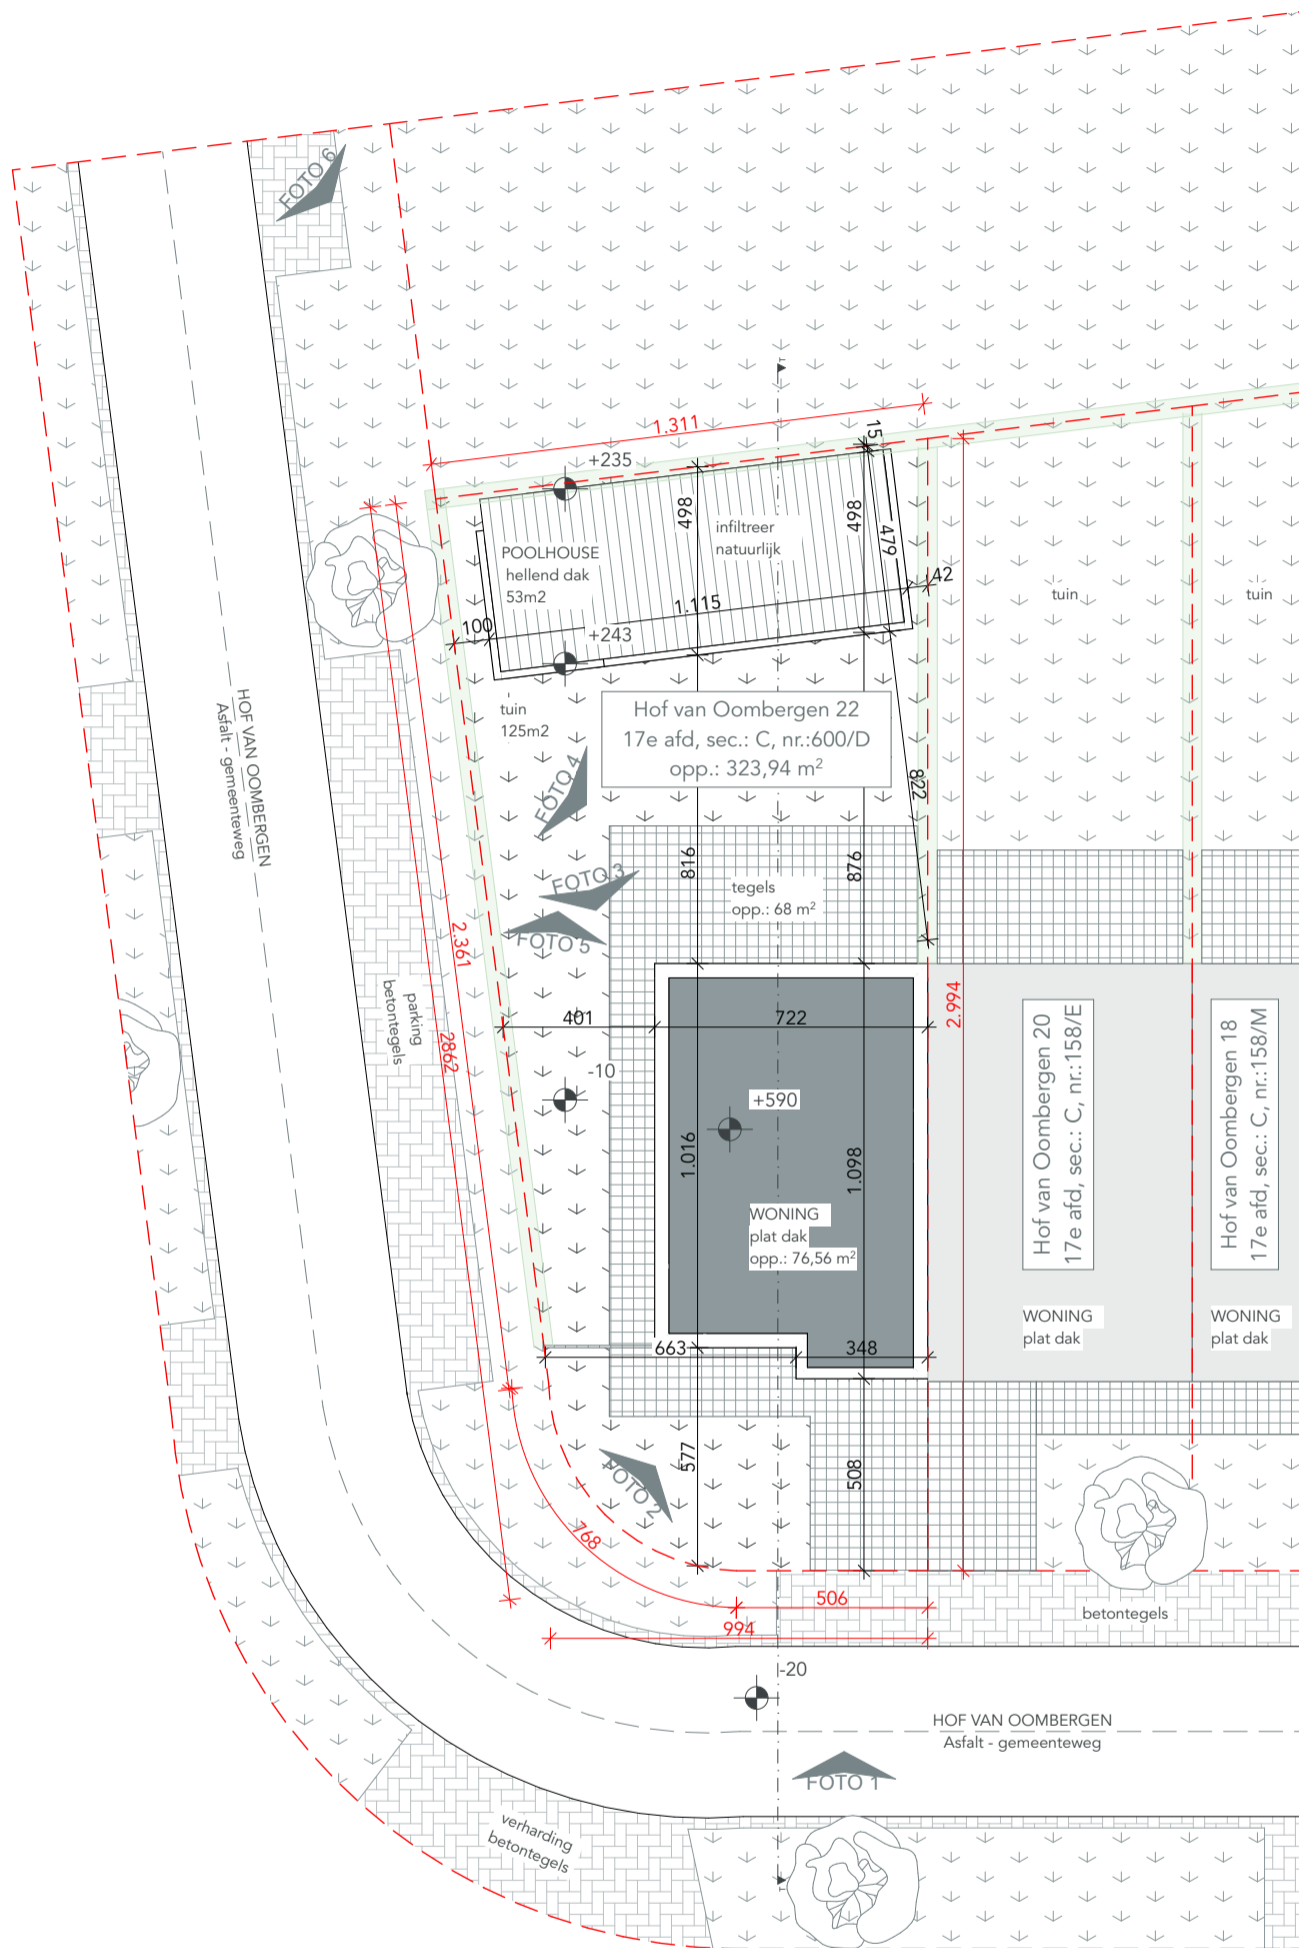 FOTO 6
1.311
15
+235
498
498
479
infiltreer
natuurlijk
POOLHOUSE
hellend dak
53m2
42
1.115
100
+243
tuin
tuin
tuin
125m2
Hof van Oombergen 22
17e afd, sec.: C, nr.:600/D
opp.: 323,94 m²
HOF VAN OOMBERGEN
Asfalt - gemeenteweg
FOTO 4
822
816
876
FOTO 3
tegels
opp.: 68 m²
FOTO 5
2.361
parking
betontegels
2862
2.994
401
722
-10
+590
Hof van Oombergen 20
17e afd, sec.: C, nr.:158/E
Hof van Oombergen 18
17e afd, sec.: C, nr.:158/M
1.016
1.098
WONING
plat dak
opp.: 76,56 m²
WONING
plat dak
WONING
plat dak
663
348
577
508
FOTO 2
768
506
994
betontegels
-20
HOF VAN OOMBERGEN
Asfalt - gemeenteweg
FOTO 1
verharding
betontegels